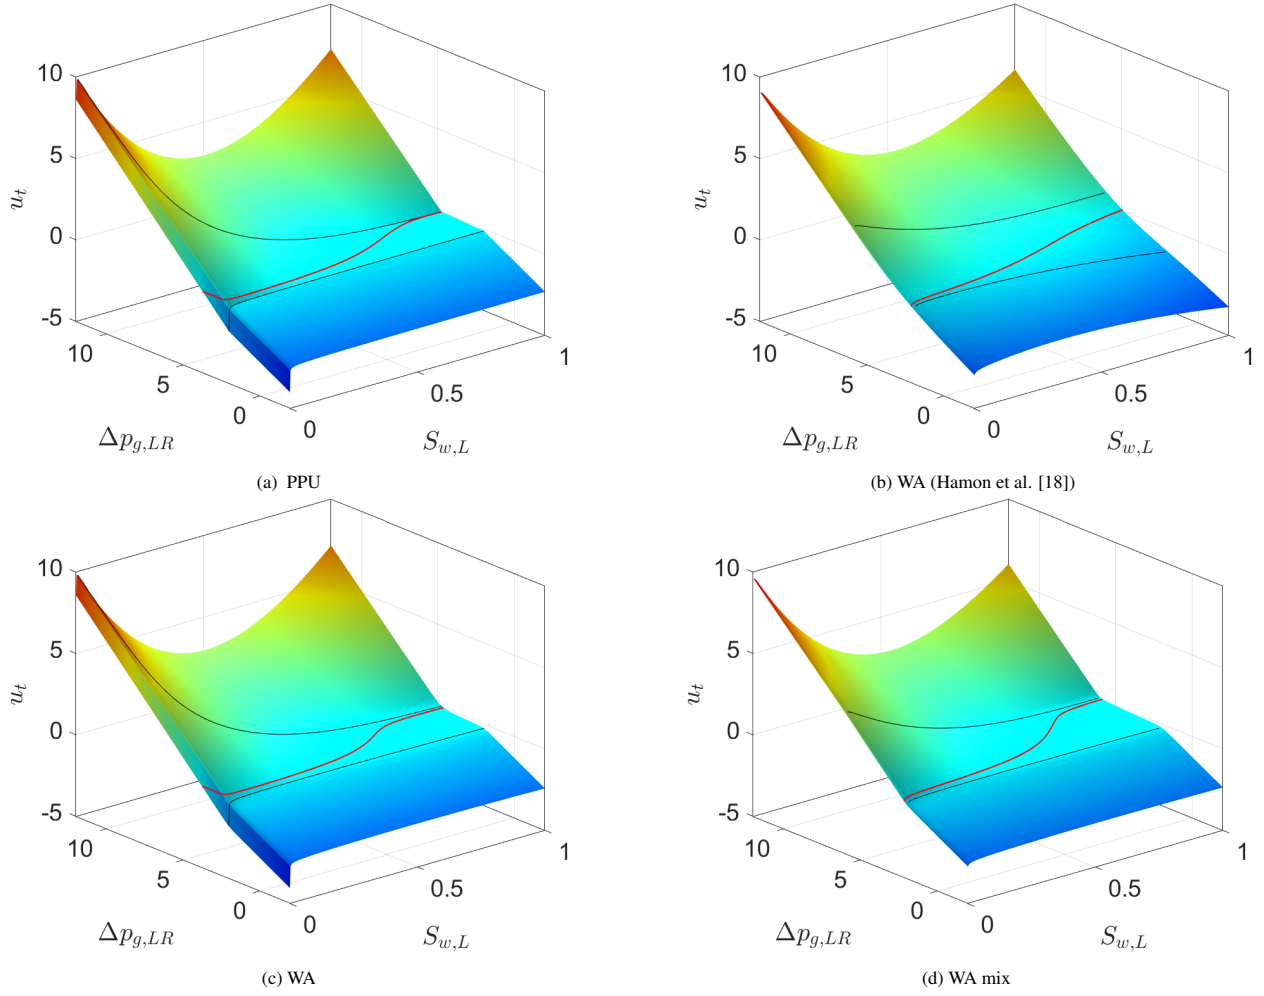 10
5
0
-5
u_t
10
5
0
Δp_{g,LR}
0
0.5
1
S_{w,L}
(a) PPU
10
5
0
-5
u_t
10
5
0
Δp_{g,LR}
0
0.5
1
S_{w,L}
(b) WA (Hamon et al. [18])
10
5
0
-5
u_t
10
5
0
Δp_{g,LR}
0
0.5
1
S_{w,L}
(c) WA
10
5
0
-5
u_t
10
5
0
Δp_{g,LR}
0
0.5
1
S_{w,L}
(d) WA mix